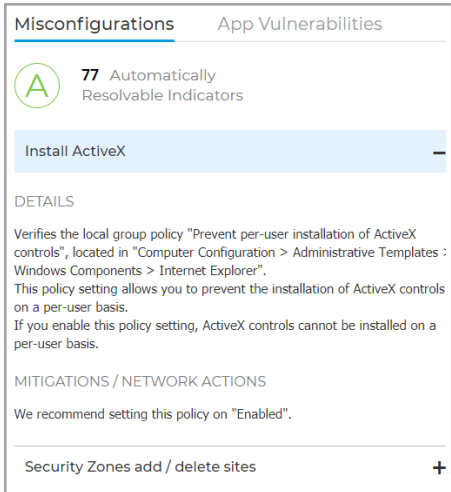 Misconfigurations App Vulnerabilities
A
77 Automatically
Resolvable Indicators
Install ActiveX −
DETAILS
Verifies the local group policy "Prevent per-user installation of ActiveX
controls", located in "Computer Configuration > Administrative Templates >
Windows Components > Internet Explorer".
This policy setting allows you to prevent the installation of ActiveX controls
on a per-user basis.
If you enable this policy setting, ActiveX controls cannot be installed on a
per-user basis.
MITIGATIONS / NETWORK ACTIONS
We recommend setting this policy on "Enabled".
Security Zones add / delete sites +